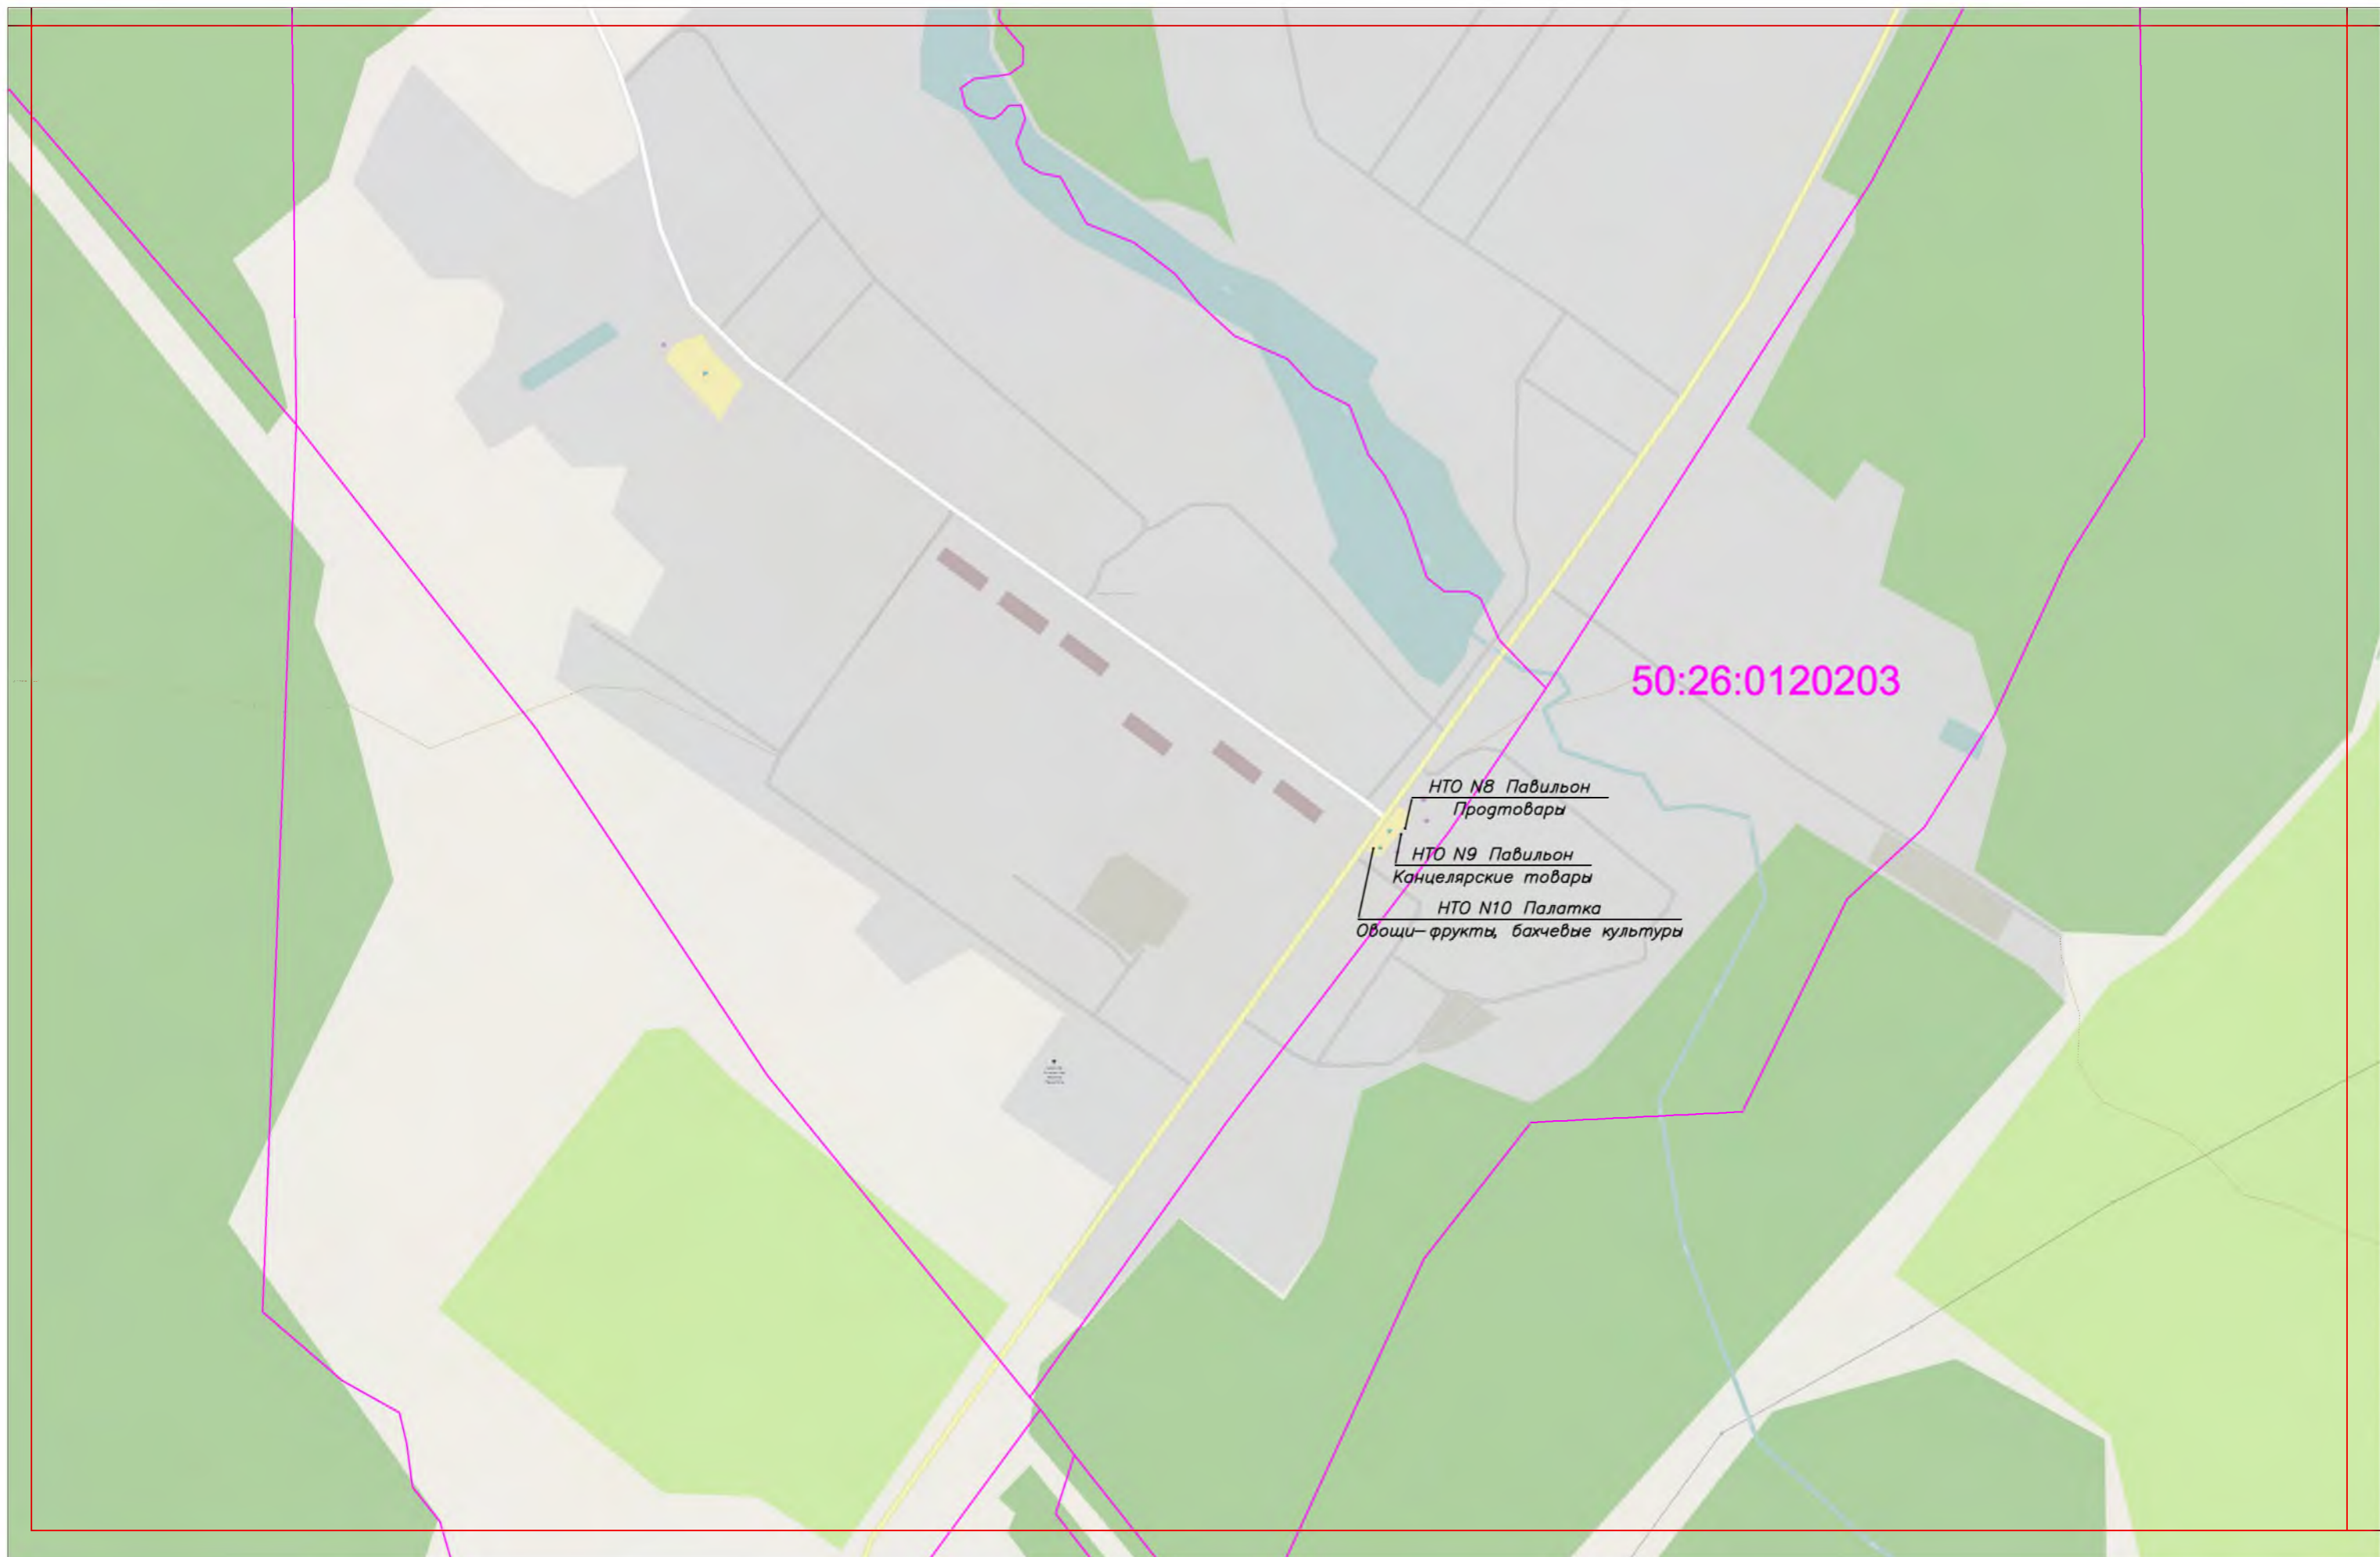 50:26:0120203
НТО N8 Павильон
Продтовары
НТО N9 Павильон
Канцелярские товары
НТО N10 Палатка
Овощи-фрукты, бахчевые культуры